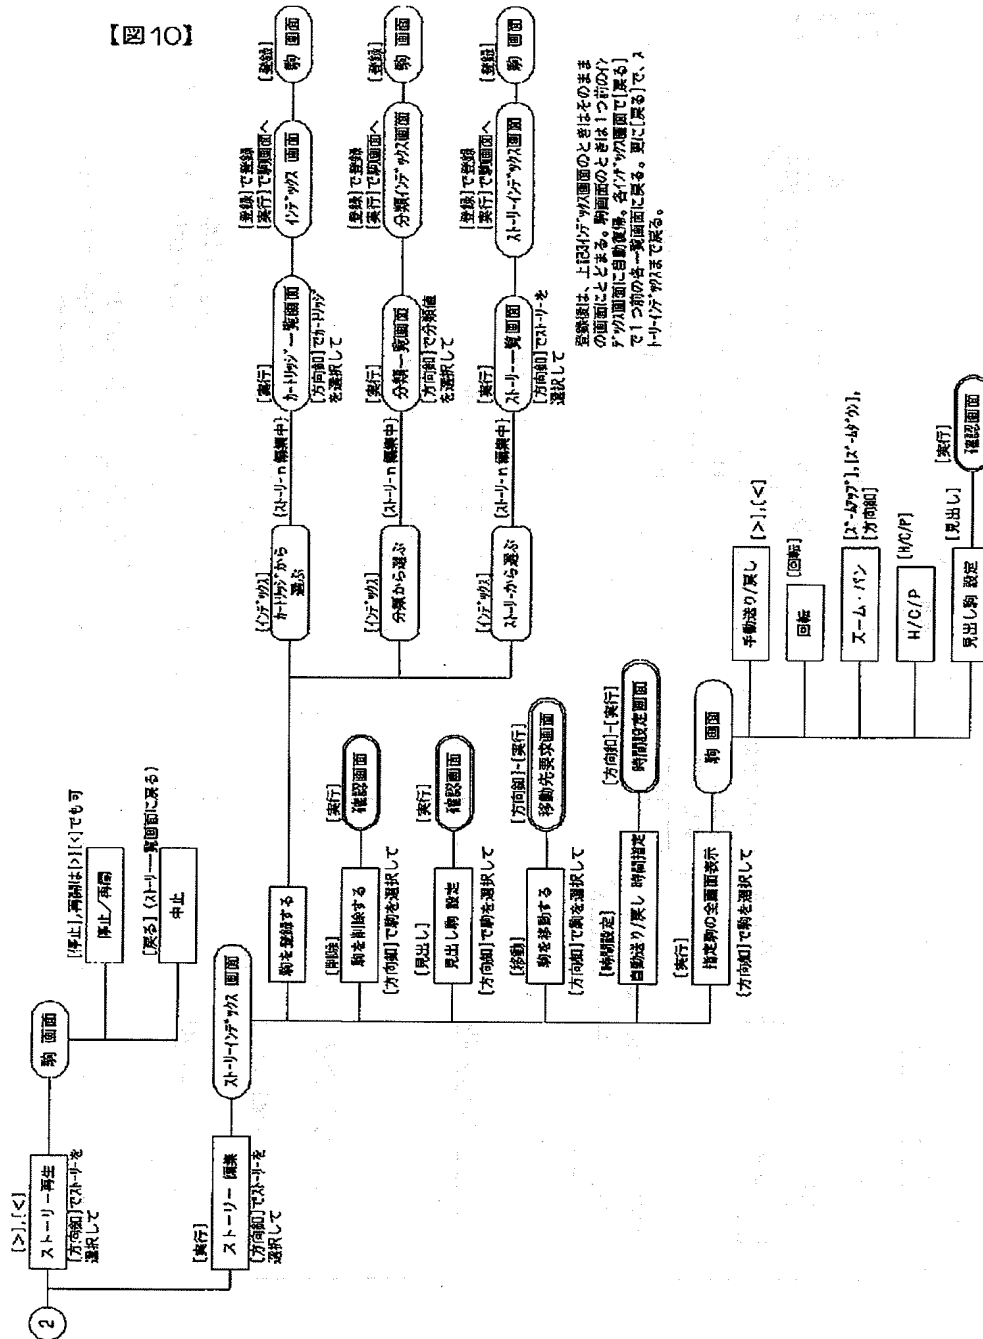 【図10】
2
[>],[<]
ストーリー再生
[方向釦]でストーリーを
選択して
駒 画面
[停止],再開は[>][<]でも可
停止/再開
[戻る] (ストーリー一覧画面に戻る)
中止
[実行]
ストーリー 編集
[方向釦]でストーリーを
選択して
ストーリーインデックス 画面
駒を登録する
[インデックス]
カートリッジから
選ぶ
(ストーリーn 編集中)
[実行]
カートリッジ一覧画面
[方向釦]でカートリッジ
を選択して
[登録]で登録
[実行]で駒画面へ
インデックス 画面
[登録]
駒 画面
[インデックス]
分類から選ぶ
(ストーリーn 編集中)
[実行]
分類一覧画面
[方向釦]で分類値
を選択して
[登録]で登録
[実行]で駒画面へ
分類インデックス画面
[登録]
駒 画面
[インデックス]
ストーリーから選ぶ
(ストーリーn 編集中)
[実行]
ストーリー一覧画面
[方向釦]でストーリーを
選択して
[登録]で登録
[実行]で駒画面へ
ストーリーインデックス画面
[登録]
駒 画面
登録後は、上記3インデックス画面のときはそのまま
の画面にとどまる。駒画面のときは1つ前のイン
デックス画面に自動復帰。各インデックス画面で[戻る]
で1つ前の各一覧画面に戻る。更に[戻る]で、ス
トーリーインデックスまで戻る。
[削除]
駒を削除する
[方向釦]で駒を選択して
[実行]
確認画面
[見出し]
見出し駒 設定
[方向釦]で駒を選択して
[実行]
確認画面
[移動]
駒を移動する
[方向釦]で駒を選択して
[方向釦]-[実行]
移動先要求画面
[時間設定]
自動送り/戻し 時間指定
[方向釦]-[実行]
時間設定画面
[実行]
指定駒の全画面表示
[方向釦]で駒を選択して
駒 画面
手動送り/戻し
[>],[<]
回転
[回転]
ズーム・パン
[ズームアップ],[ズームダウン],
[方向釦]
H/C/P
[H/C/P]
見出し駒 設定
[見出し]
[実行]
確認画面